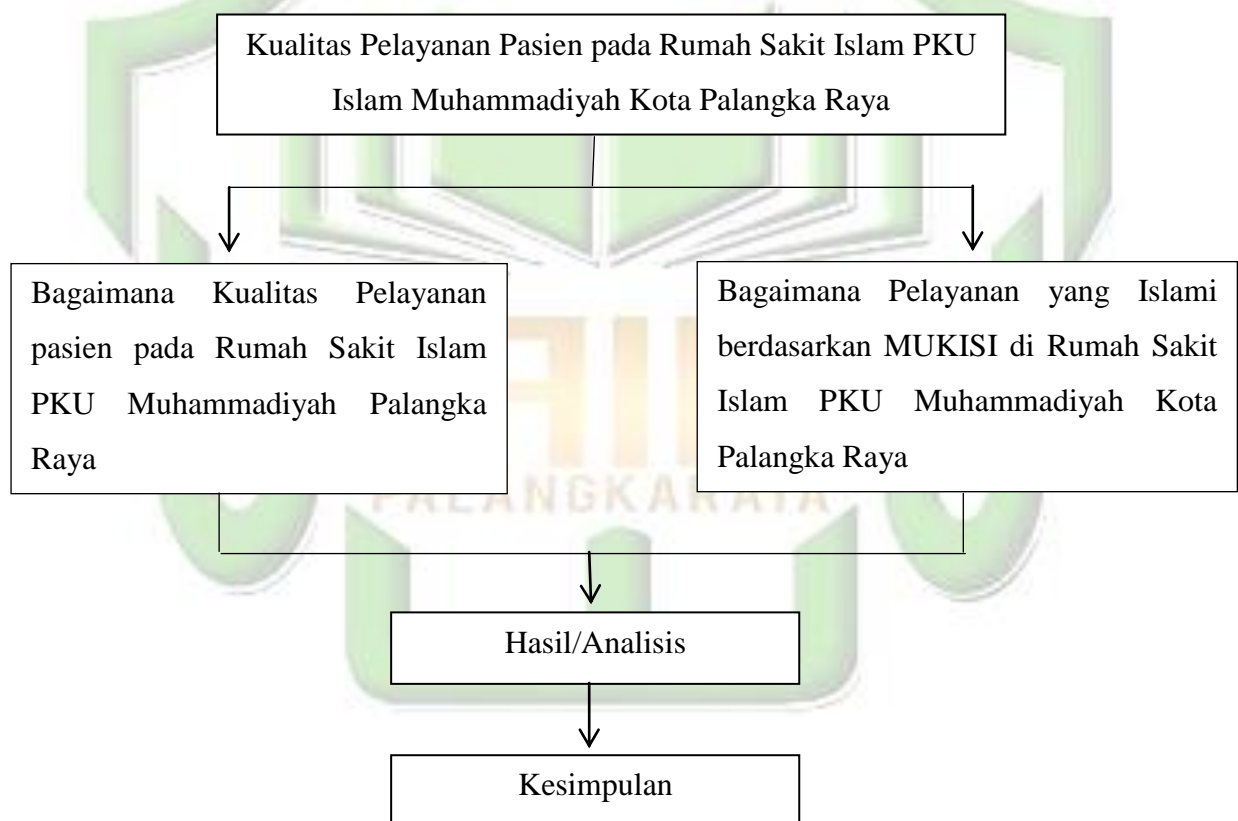 Kualitas Pelayanan Pasien pada Rumah Sakit Islam PKU
Islam Muhammadiyah Kota Palangka Raya
Bagaimana Kualitas Pelayanan
pasien pada Rumah Sakit Islam
PKU Muhammadiyah Palangka
Raya
Bagaimana Pelayanan yang Islami
berdasarkan MUKISI di Rumah Sakit
Islam PKU Muhammadiyah Kota
Palangka Raya
PALANGKARAYA
Hasil/Analisis
Kesimpulan